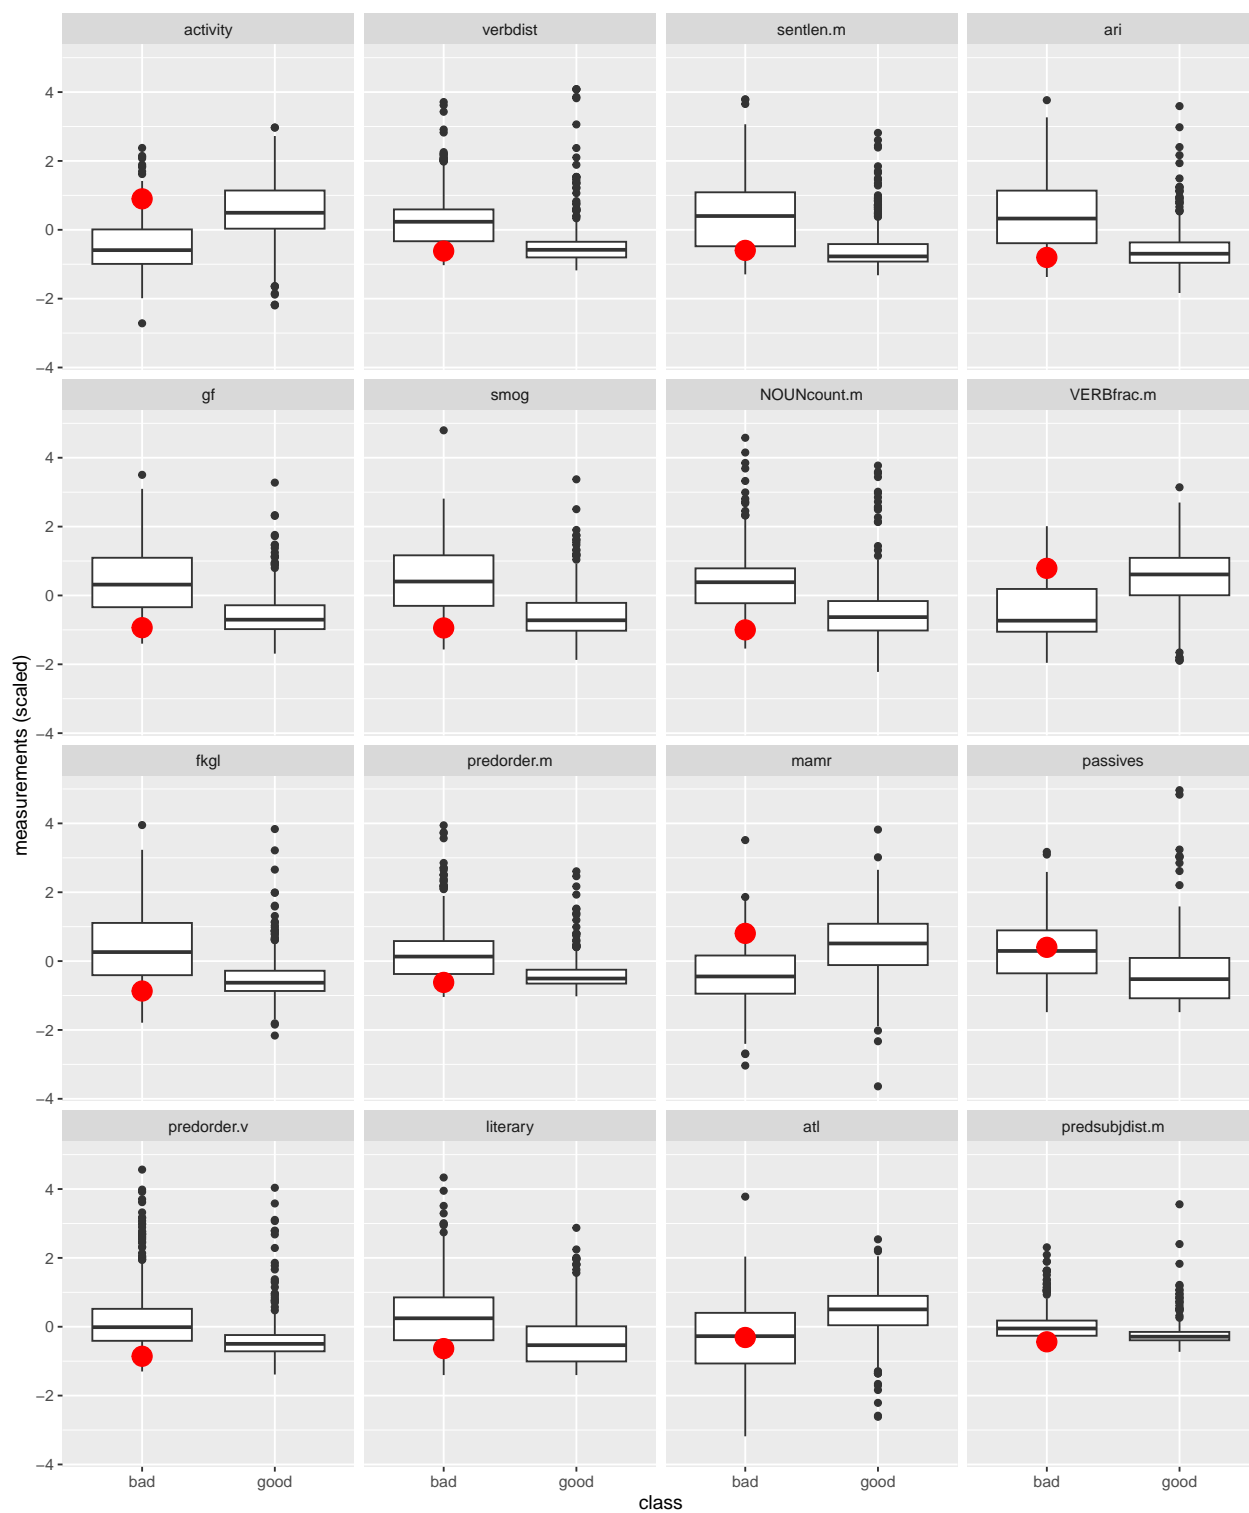 activity verbdist sentlen.m ari
4
2
0
−2
−4
gf smog NOUNcount.m VERBfrac.m
4
2
0
−2
−4
measurements (scaled)
fkgl predorder.m mamr passives
4
2
0
−2
−4
predorder.v literary atl predsubjdist.m
4
2
0
−2
−4
bad good bad good bad good bad good
class